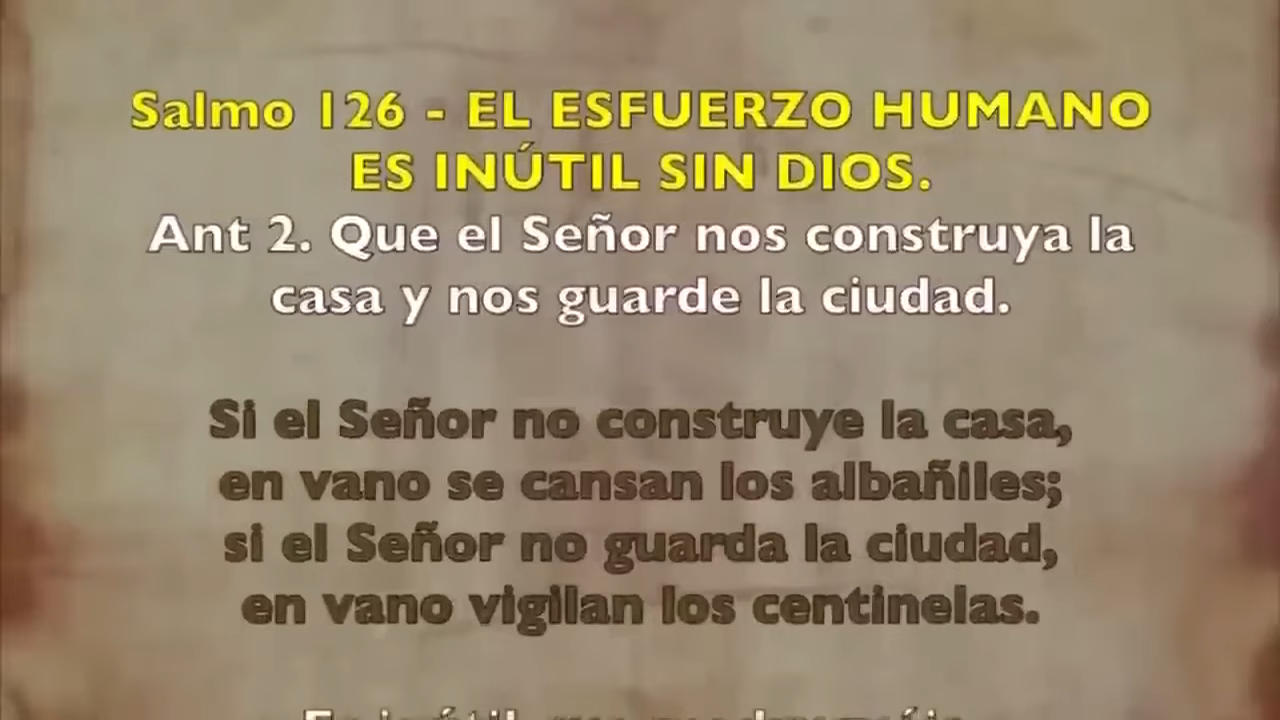 Salmo 126 - EL ESFUERZO HUMANO
ES INÚTIL SIN DIOS.
Ant 2. Que el Señor nos construya la
casa y nos guarde la ciudad.
Si el Señor no construye la casa,
en vano se cansan los albañiles;
si el Señor no guarda la ciudad,
en vano vigilan los centinelas.